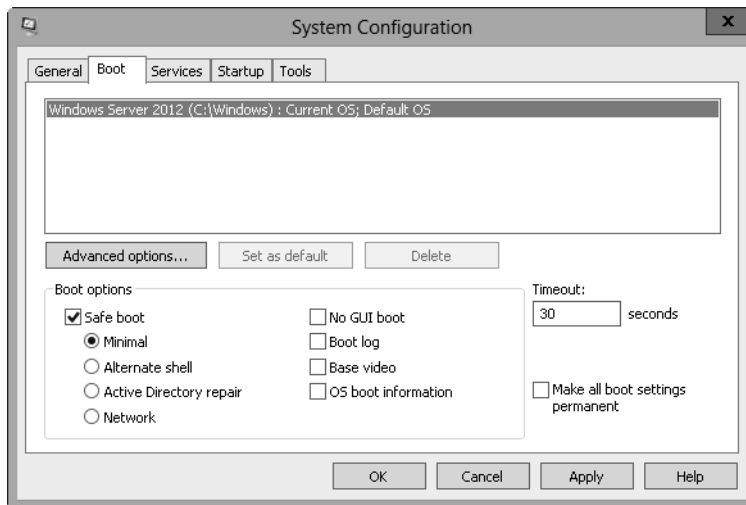 System Configuration
x
General Boot Services Startup Tools
Windows Server 2012 (C:\Windows) : Current OS; Default OS
Advanced options... Set as default Delete
Boot options
Timeout:
Safe boot No GUI boot 30 seconds
Minimal Boot log
Alternate shell Base video
Active Directory repair OS boot information Make all boot settings
permanent
Network
OK Cancel Apply Help